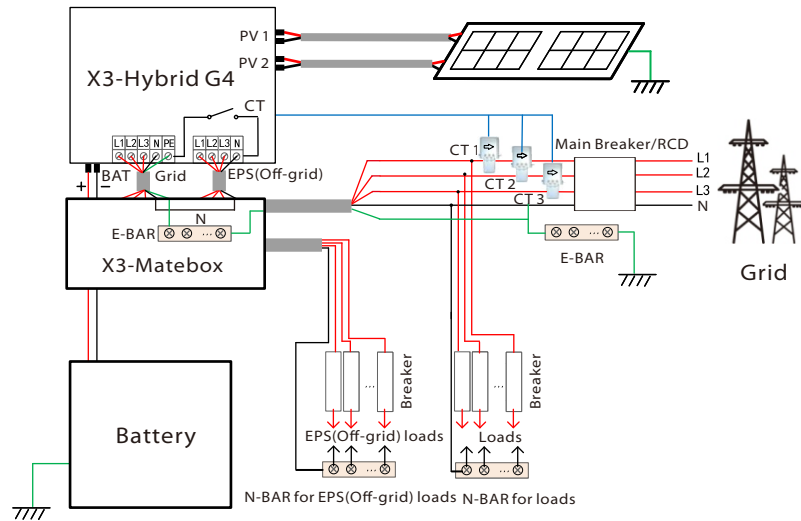 PV 1
X3-Hybrid G4
PV 2
CT
L1 L2 L3 N PE
L1 L2 L3 N
BAT
Grid
EPS(Off-grid)
+
−
CT 1
CT 2
CT 3
Main Breaker/RCD
L1
L2
L3
N
N
E-BAR
...
X3-Matebox
...
E-BAR
Grid
Battery
...
Breaker
...
Breaker
EPS(Off-grid) loads
Loads
...
...
N-BAR for EPS(Off-grid) loads
N-BAR for loads